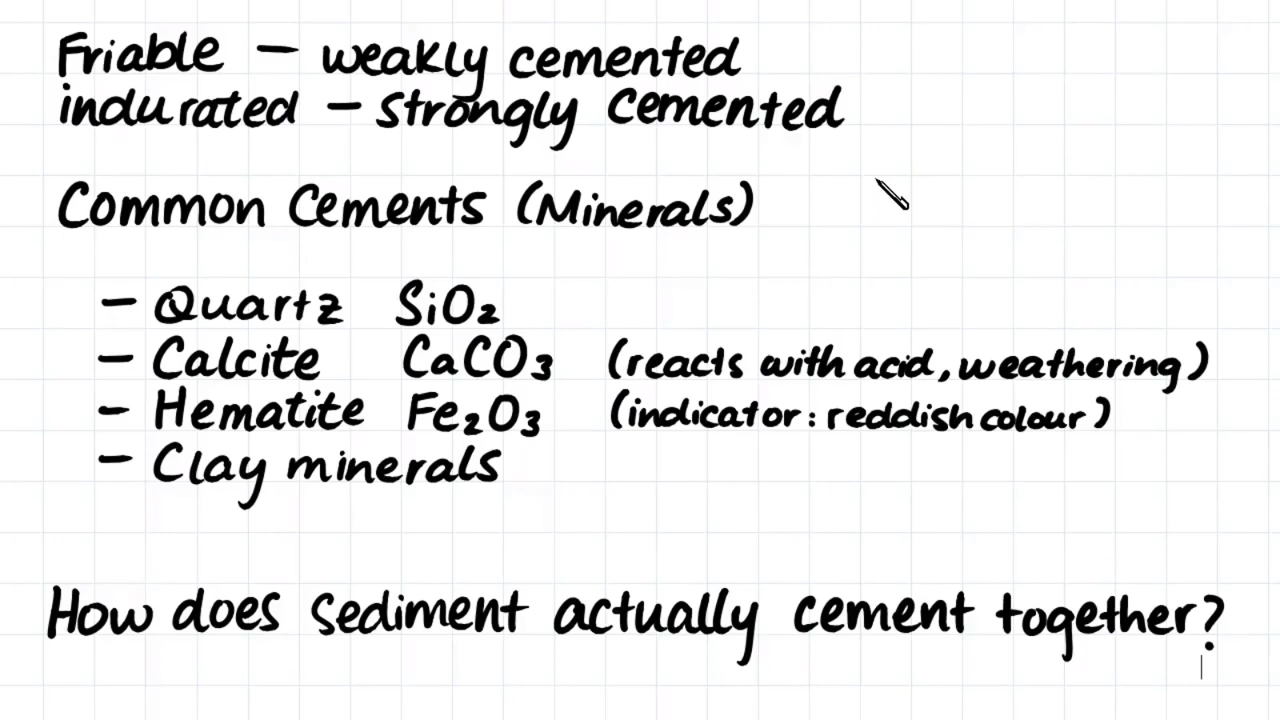 Friable – weakly cemented
indurated – strongly cemented
Common Cements (Minerals)
– Quartz SiO₂
– Calcite CaCO₃ (reacts with acid, weathering)
– Hematite Fe₂O₃ (indicator: reddish colour)
– Clay minerals
How does sediment actually cement together?